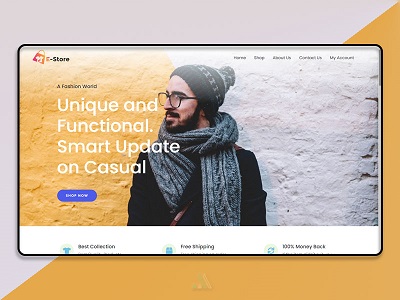 E-Store
Home Shop About Us Contact Us My Account
A Fashion World
Unique and
Functional.
Smart Update
on Casual
SHOP NOW
Best Collection Free Shipping 100% Money Back